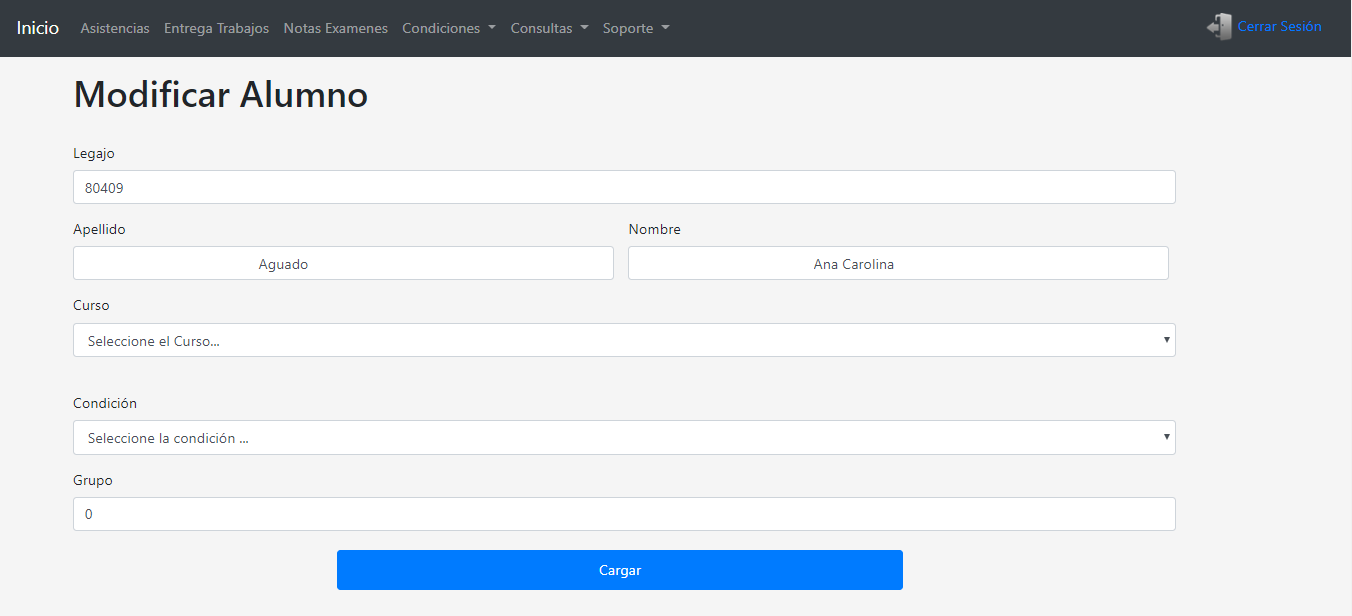 Inicio Asistencias Entrega Trabajos Notas Examenes Condiciones Consultas Soporte Cerrar Sesión
Modificar Alumno
Legajo
80409
Apellido Nombre
Aguado Ana Carolina
Curso
Seleccione el Curso...
Condición
Seleccione la condición ...
Grupo
0
Cargar